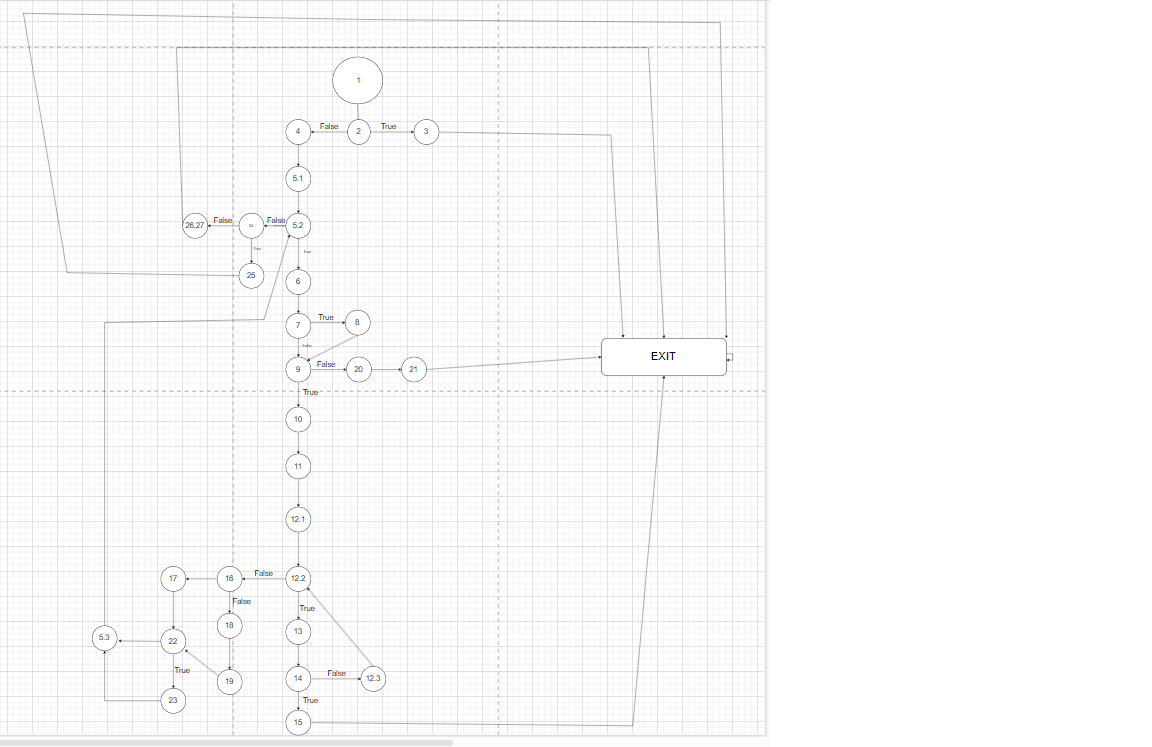 1
4 False 2 True 3
5.1
26,27 False 24 False 5.2
True True
25
6
7 True 8
False
9 False 20 21
EXIT
True
10
11
12.1
17 16 False 12.2
False True
18 13
5.3 22
True 19 14 False 12.3
23 True
15